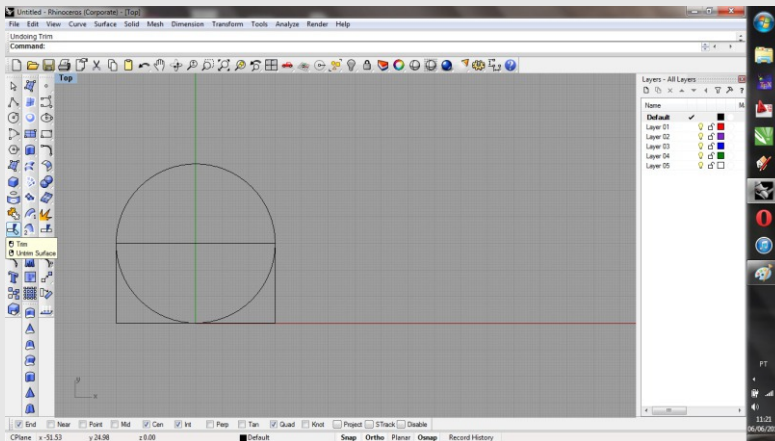 Untitled - Rhinoceros (Corporate) - [Top]
File Edit View Curve Surface Solid Mesh Dimension Transform Tools Analyze Render Help
Undoing Trim
Command:
Top
Layers - All Layers
Name
Default
Layer 01
Layer 02
Layer 03
Layer 04
Layer 05
Trim
Untrim Surface
y
x
PT
11:21
End Near Point Mid Cen Int Perp Tan Quad Knot Project STrack Disable
CPlane x -51.53 y 24.98 z 0.00 Default Snap Ortho Planar Osnap Record History